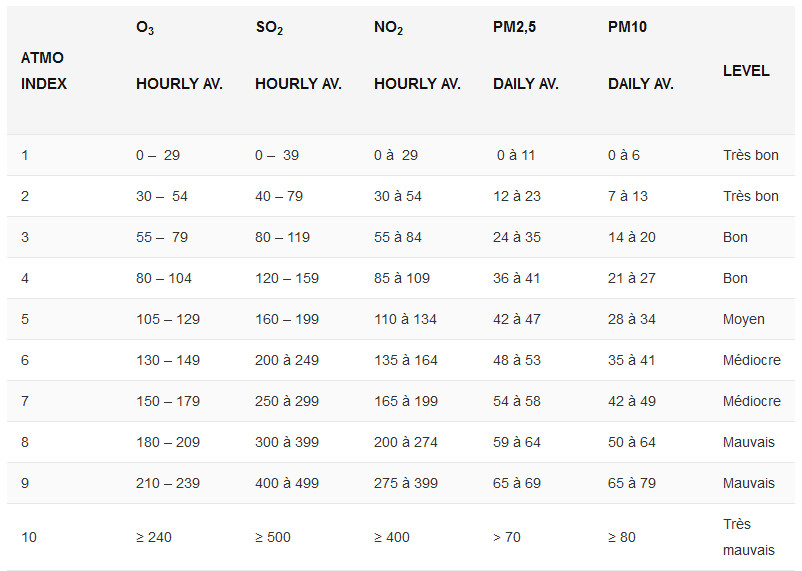 ATMO INDEX O₃ HOURLY AV. SO₂ HOURLY AV. NO₂ HOURLY AV. PM2,5 DAILY AV. PM10 DAILY AV. LEVEL
1 0 – 29 0 – 39 0 à 29 0 à 11 0 à 6 Très bon
2 30 – 54 40 – 79 30 à 54 12 à 23 7 à 13 Très bon
3 55 – 79 80 – 119 55 à 84 24 à 35 14 à 20 Bon
4 80 – 104 120 – 159 85 à 109 36 à 41 21 à 27 Bon
5 105 – 129 160 – 199 110 à 134 42 à 47 28 à 34 Moyen
6 130 – 149 200 à 249 135 à 164 48 à 53 35 à 41 Médiocre
7 150 – 179 250 à 299 165 à 199 54 à 58 42 à 49 Médiocre
8 180 – 209 300 à 399 200 à 274 59 à 64 50 à 64 Mauvais
9 210 – 239 400 à 499 275 à 399 65 à 69 65 à 79 Mauvais
10 ≥ 240 ≥ 500 ≥ 400 > 70 ≥ 80 Très mauvais